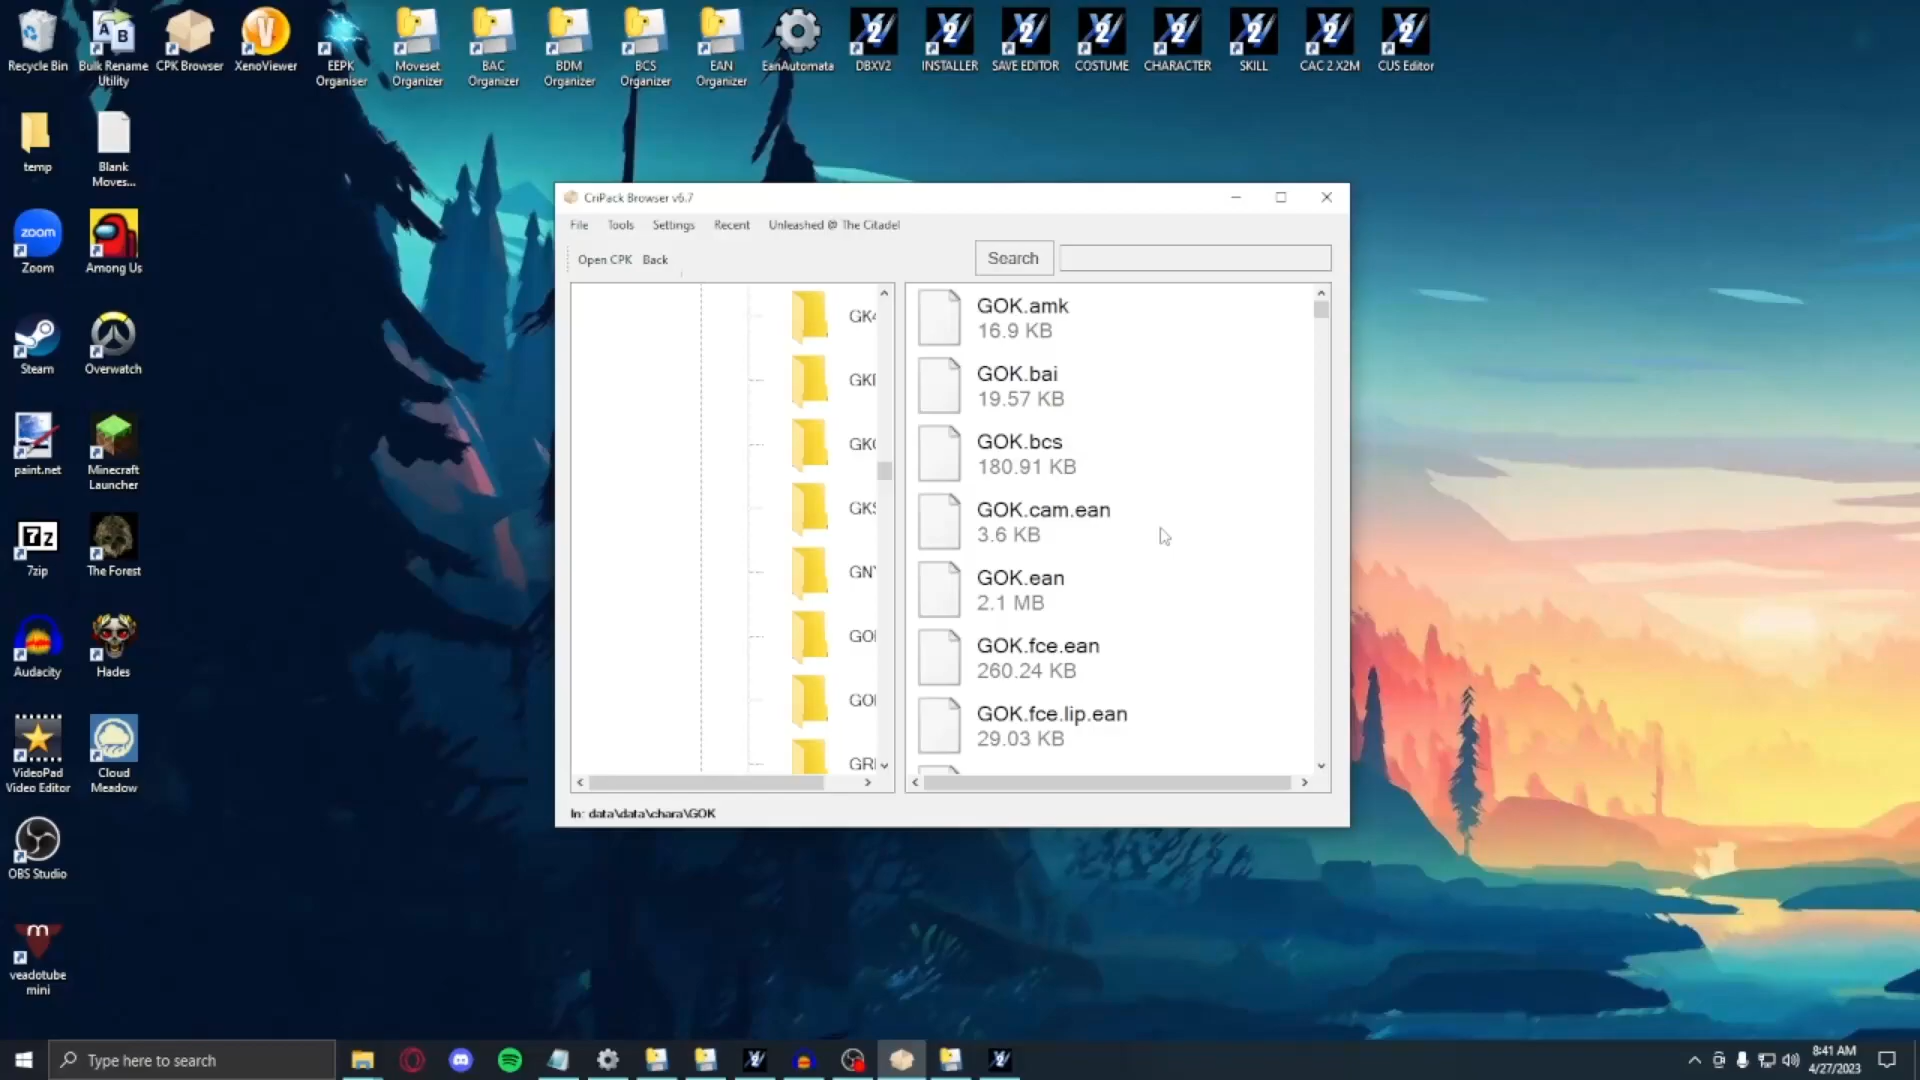 Recycle Bin
Bulk Rename
Utility
CPK Browser
XenoViewer
EEPK
Organiser
Moveset
Organizer
BAC
Organizer
BDM
Organizer
BCS
Organizer
EAN
Organizer
EanAutomata
DBXV2
INSTALLER
SAVE EDITOR
COSTUME
CHARACTER
SKILL
CAC 2 X2M
CUS Editor
temp
Blank
Moves...
zoom
Zoom
Among Us
Steam
Overwatch
paint.net
Minecraft
Launcher
7z
7zip
The Forest
Audacity
Hades
VideoPad
Video Editor
Cloud
Meadow
OBS Studio
veadotube
mini
CriPack Browser v6.7
File Tools Settings Recent Unleashed @ The Citadel
Open CPK Back Search
GK4
GNY
GOK.amk
16.9 KB
GOK.bai
19.57 KB
GOK.bcs
180.91 KB
GOK.cam.ean
3.6 KB
GOK.ean
2.1 MB
GOK.fce.ean
260.24 KB
GOK.fce.lip.ean
29.03 KB
In: data\data\chara\GOK
Type here to search
8:41 AM
4/27/2023